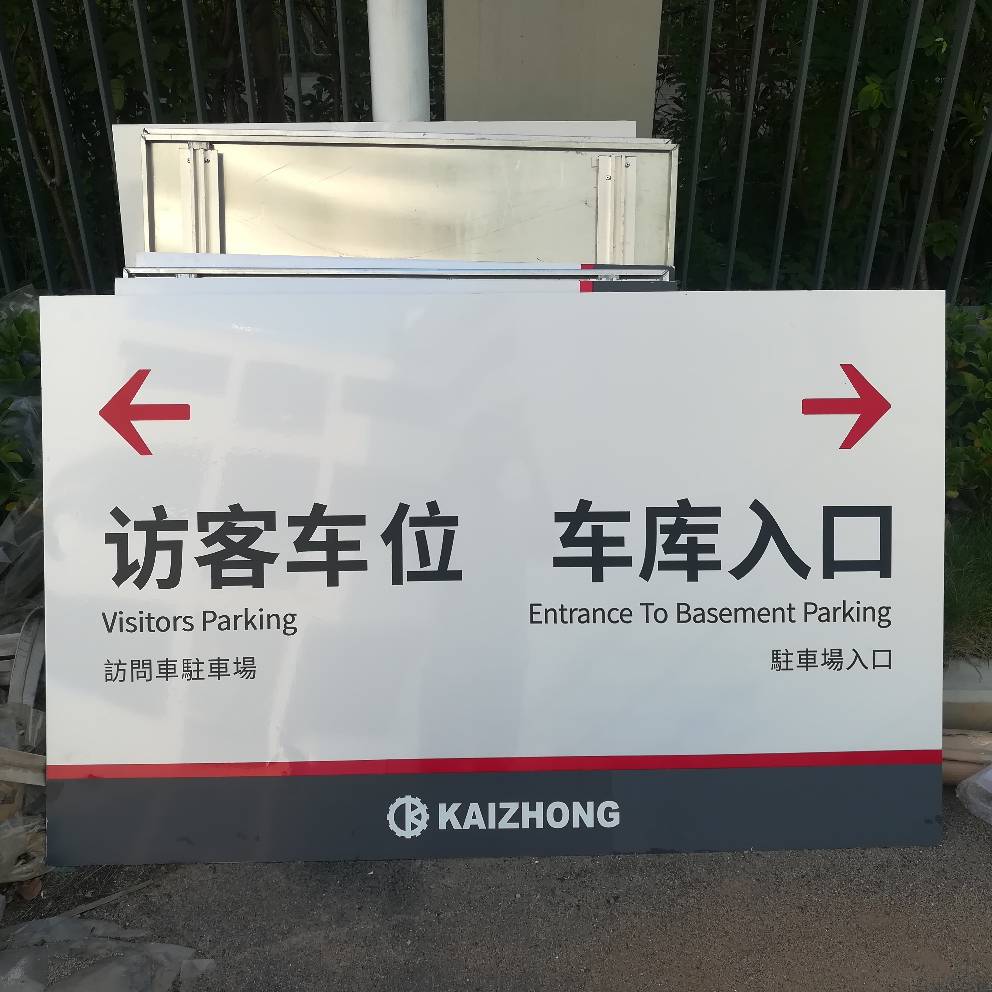 访客车位
Visitors Parking
訪問車駐車場
车库入口
Entrance To Basement Parking
駐車場入口
KAIZHONG